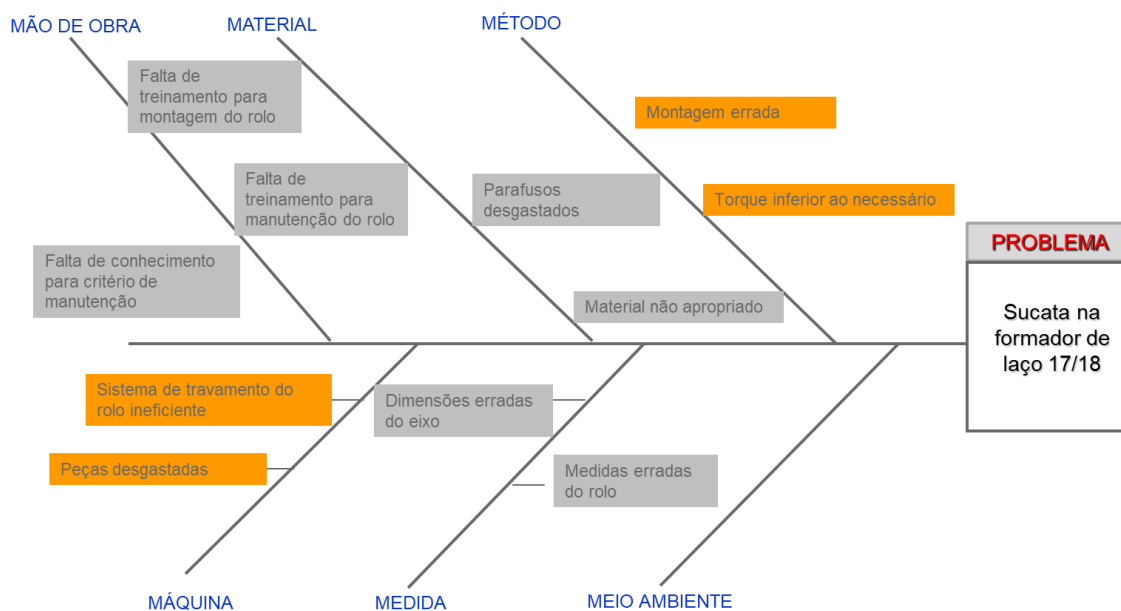 MÃO DE OBRA
MATERIAL
MÉTODO
Falta de
treinamento para
montagem do rolo
Montagem errada
Falta de
treinamento para
manutenção do rolo
Parafusos
desgastados
Torque inferior ao necessário
Falta de conhecimento
para critério de
manutenção
Material não apropriado
PROBLEMA
Sucata na
formador de
laço 17/18
Sistema de travamento do
rolo ineficiente
Dimensões erradas
do eixo
Peças desgastadas
Medidas erradas
do rolo
MÁQUINA
MEDIDA
MEIO AMBIENTE